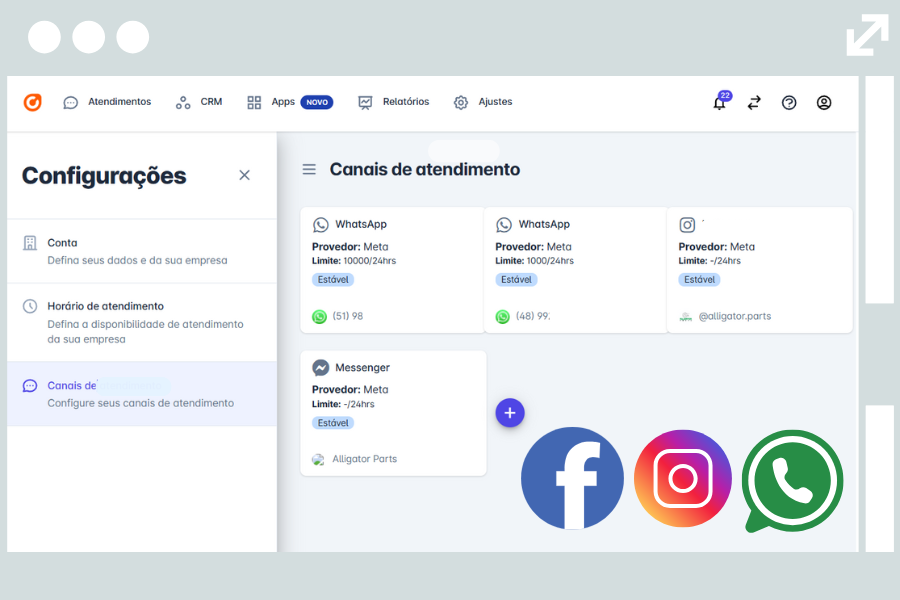 Atendimentos
CRM
Apps
NOVO
Relatórios
Ajustes
22
Configurações
Conta
Defina seus dados e da sua empresa
Horário de atendimento
Defina a disponibilidade de atendimento
da sua empresa
Canais de
Configure seus canais de atendimento
Canais de atendimento
WhatsApp
Provedor: Meta
Limite: 10000/24hrs
Estável
(51) 98
WhatsApp
Provedor: Meta
Limite: 1000/24hrs
Estável
(48) 99.
Provedor: Meta
Limite: -/24hrs
Estável
@alligator.parts
Messenger
Provedor: Meta
Limite: -/24hrs
Estável
Alligator Parts